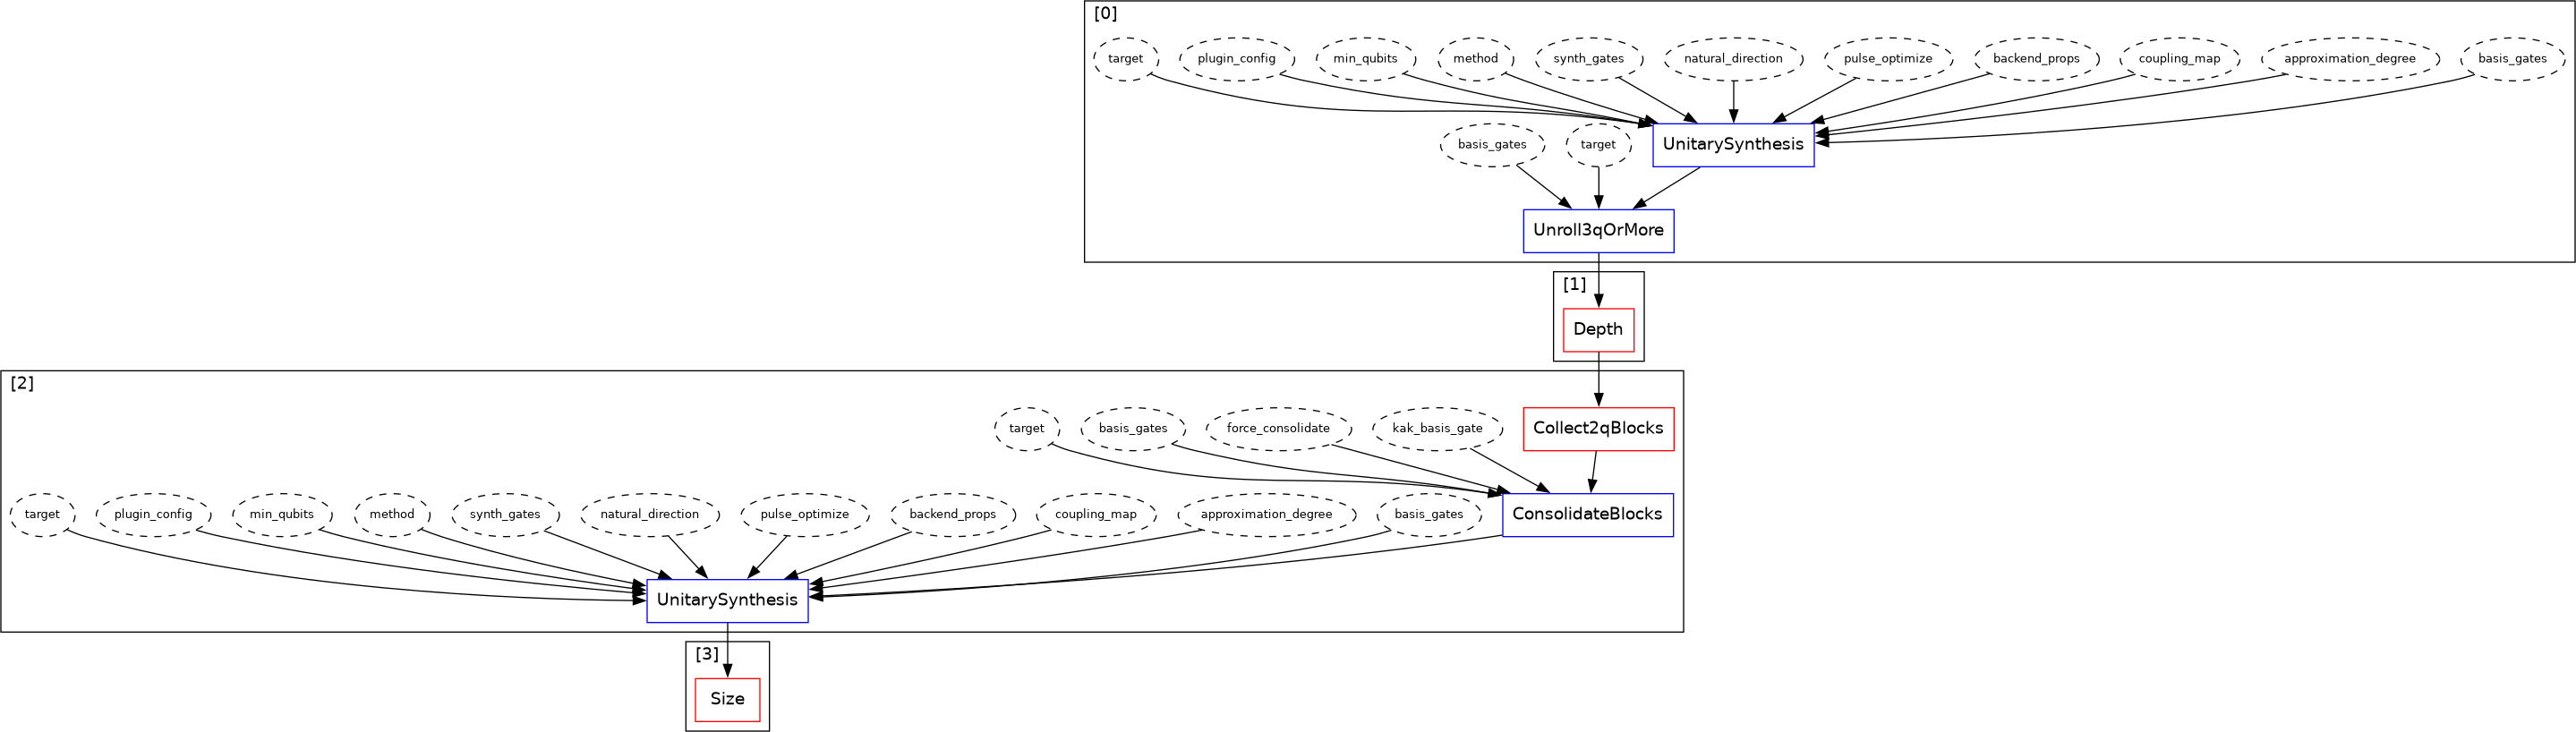 [0]
target
plugin_config
min_qubits
method
synth_gates
natural_direction
pulse_optimize
backend_props
coupling_map
approximation_degree
basis_gates
basis_gates
target
UnitarySynthesis
Unroll3qOrMore
[1]
Depth
[2]
target
basis_gates
force_consolidate
kak_basis_gate
Collect2qBlocks
target
plugin_config
min_qubits
method
synth_gates
natural_direction
pulse_optimize
backend_props
coupling_map
approximation_degree
basis_gates
ConsolidateBlocks
UnitarySynthesis
[3]
Size